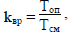 kвр = Tоп / Tсм ,